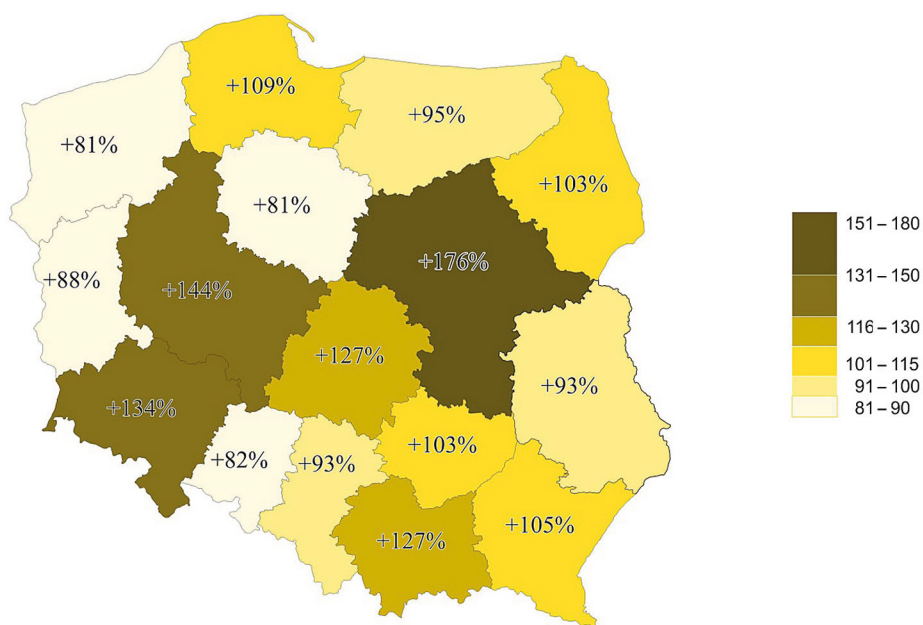 +109%
+95%
+81%
+103%
+81%
+176%
+88%
+144%
+127%
+93%
+134%
+103%
+82%
+93%
+105%
+127%
151 – 180
131 – 150
116 – 130
101 – 115
91 – 100
81 – 90